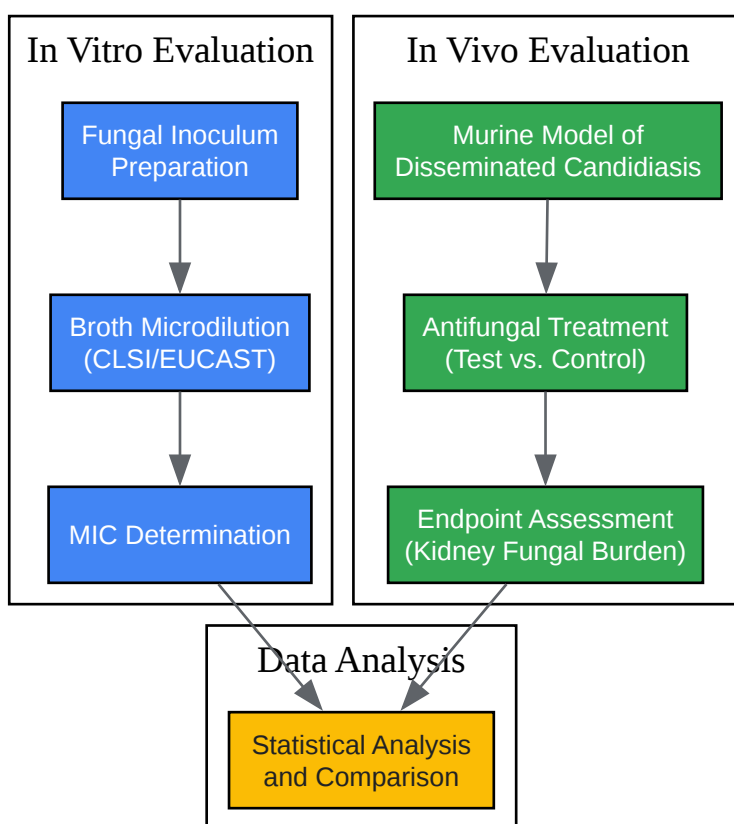 In Vitro Evaluation
Fungal Inoculum
Preparation
Broth Microdilution
(CLSI/EUCAST)
MIC Determination
In Vivo Evaluation
Murine Model of
Disseminated Candidiasis
Antifungal Treatment
(Test vs. Control)
Endpoint Assessment
(Kidney Fungal Burden)
Data Analysis
Statistical Analysis
and Comparison